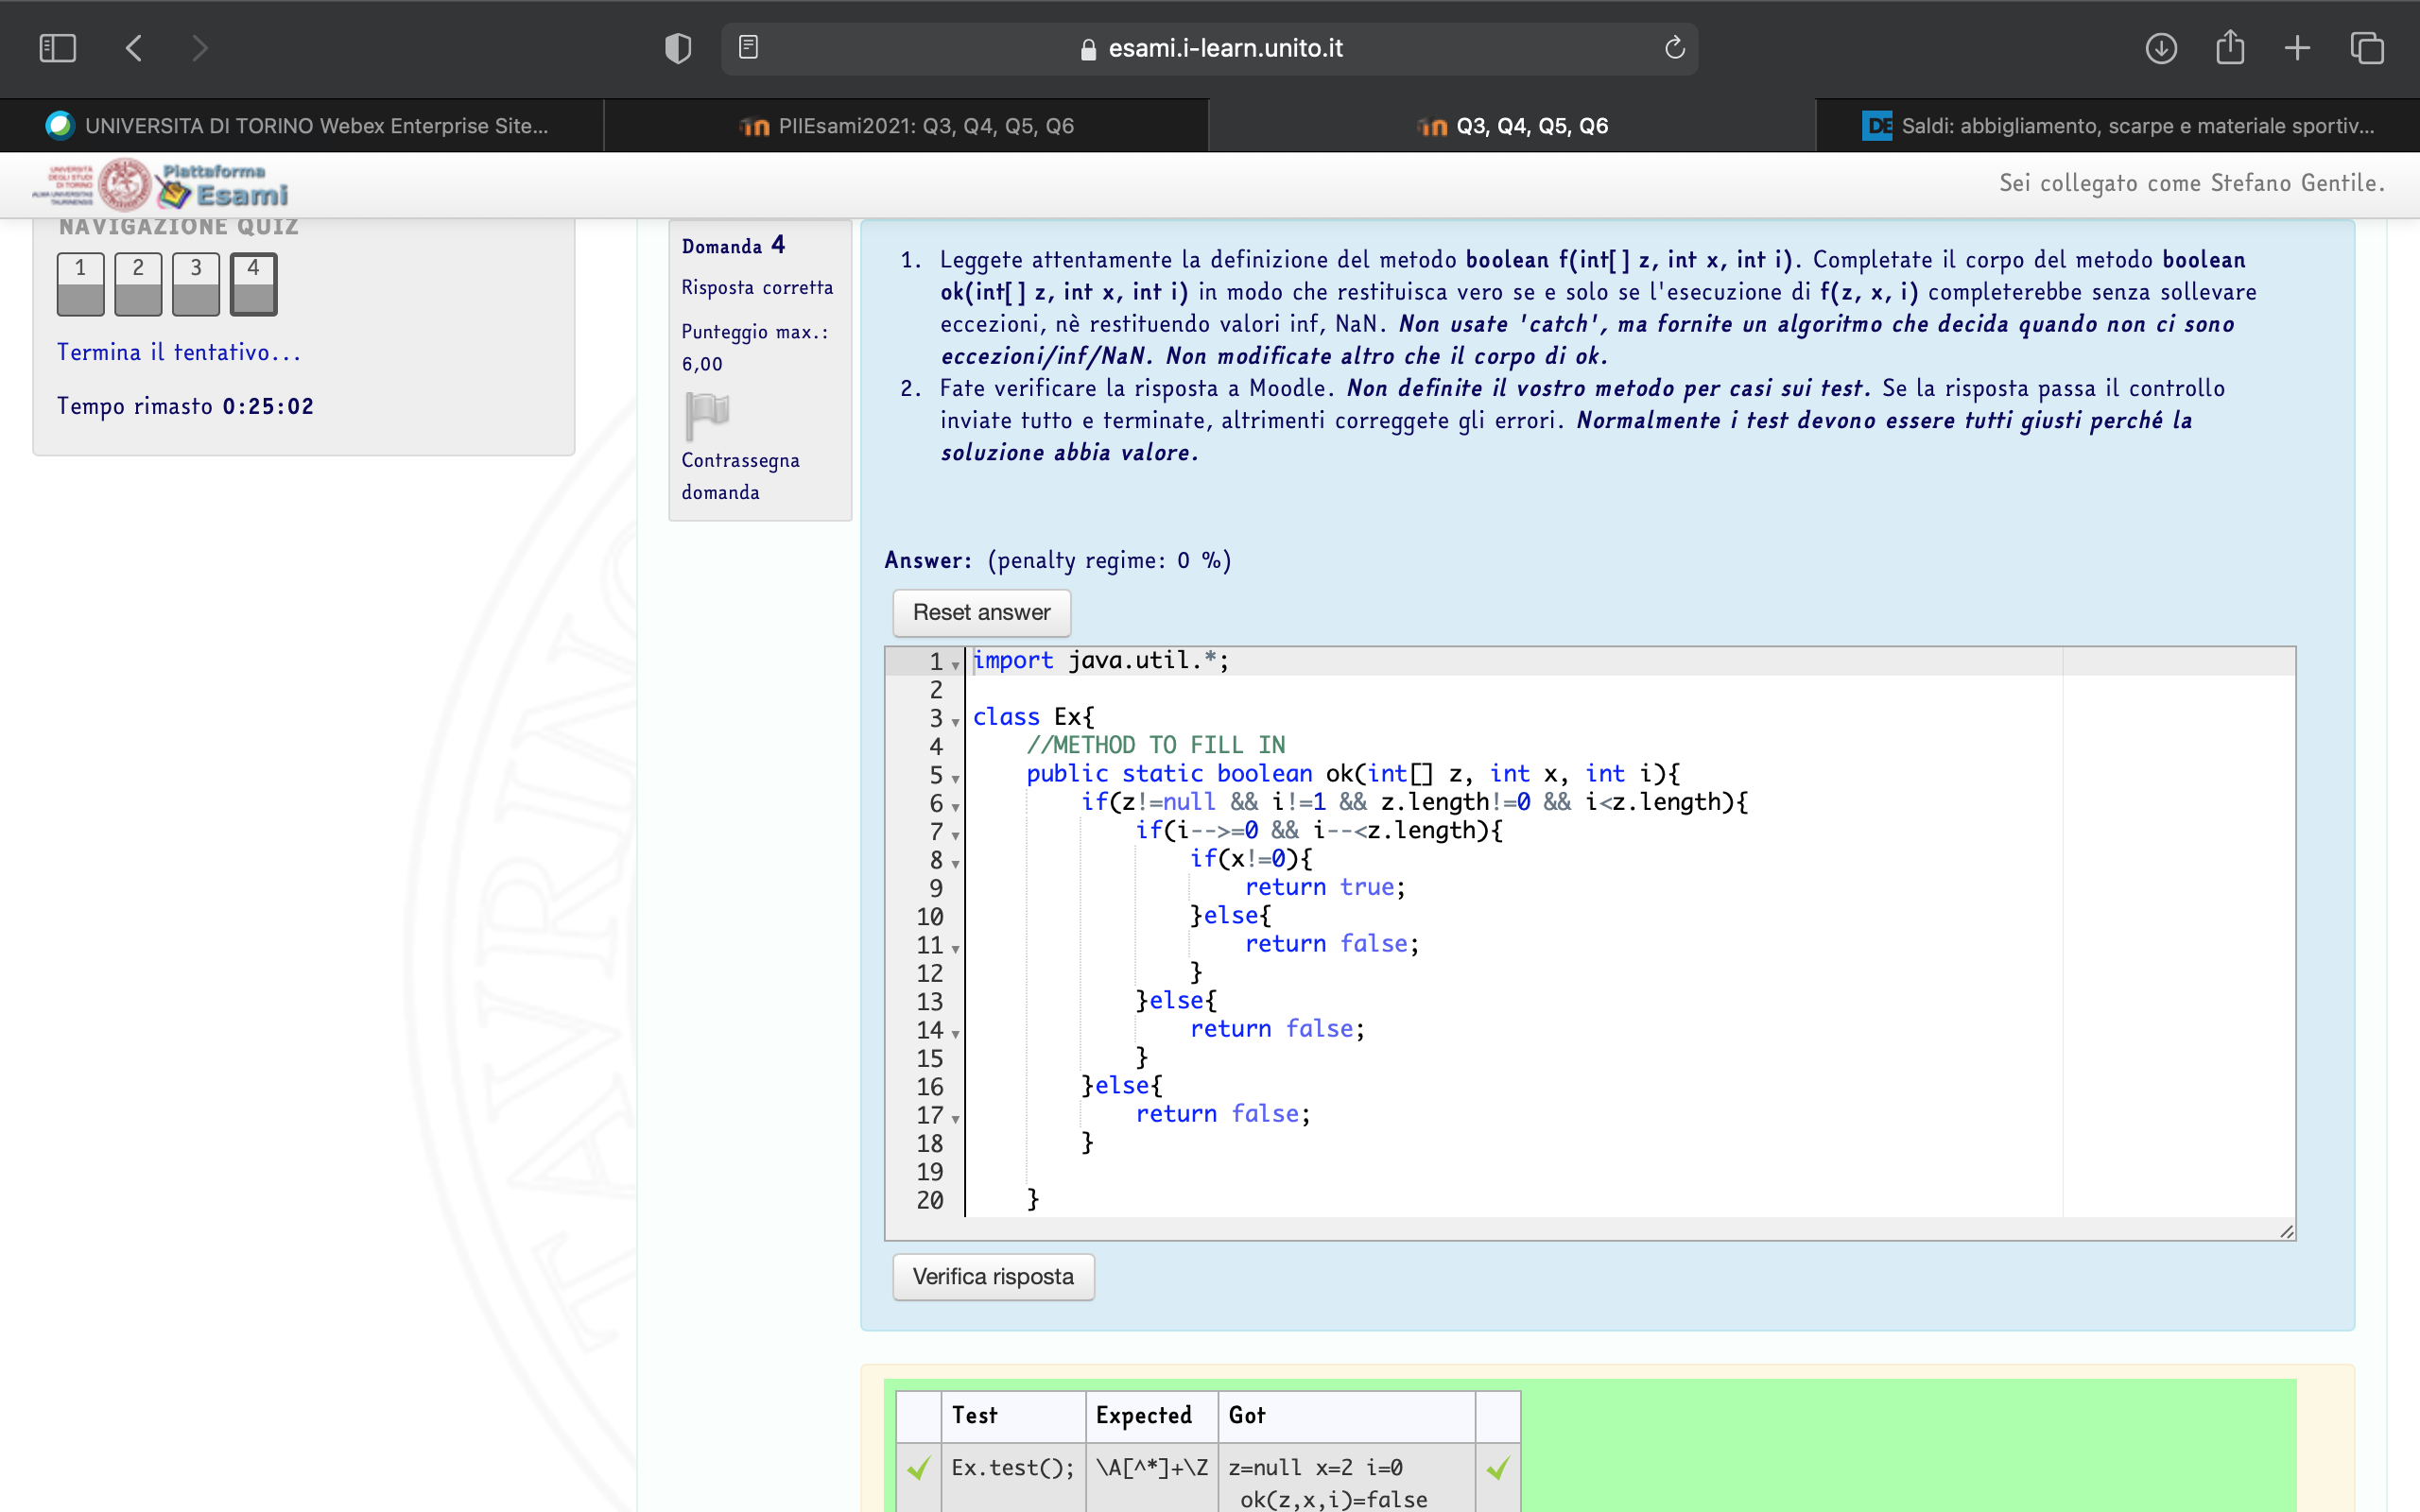 esami.i-learn.unito.it
UNIVERSITA DI TORINO Webex Enterprise Site...
PIIEsami2021: Q3, Q4, Q5, Q6
Q3, Q4, Q5, Q6
DE Saldi: abbigliamento, scarpe e materiale sportiv...
UNIVERSITÀ
DEGLI STUDI
DI TORINO
ALMA UNIVERSITAS
TAURINENSIS
Piattaforma
Esami
Sei collegato come Stefano Gentile.
NAVIGAZIONE QUIZ
1 2 3 4
Termina il tentativo...
Tempo rimasto 0:25:02
Domanda 4
Risposta corretta
Punteggio max.:
6,00
Contrassegna
domanda
1. Leggete attentamente la definizione del metodo boolean f(int[] z, int x, int i). Completate il corpo del metodo boolean
ok(int[] z, int x, int i) in modo che restituisca vero se e solo se l'esecuzione di f(z, x, i) completerebbe senza sollevare
eccezioni, nè restituendo valori inf, NaN. Non usate 'catch', ma fornite un algoritmo che decida quando non ci sono
eccezioni/inf/NaN. Non modificate altro che il corpo di ok.
2. Fate verificare la risposta a Moodle. Non definite il vostro metodo per casi sui test. Se la risposta passa il controllo
inviate tutto e terminate, altrimenti correggete gli errori. Normalmente i test devono essere tutti giusti perché la
soluzione abbia valore.
Answer: (penalty regime: 0 %)
Reset answer
1 import java.util.*;
2
3 class Ex{
4 //METHOD TO FILL IN
5 public static boolean ok(int[] z, int x, int i){
6 if(z!=null && i!=1 && z.length!=0 && i<z.length){
7 if(i-->=0 && i--<z.length){
8 if(x!=0){
9 return true;
10 }else{
11 return false;
12 }
13 }else{
14 return false;
15 }
16 }else{
17 return false;
18 }
19
20 }
Verifica risposta
Test Expected Got
Ex.test(); \A[^*]+\Z z=null x=2 i=0
ok(z,x,i)=false
TAVRINO